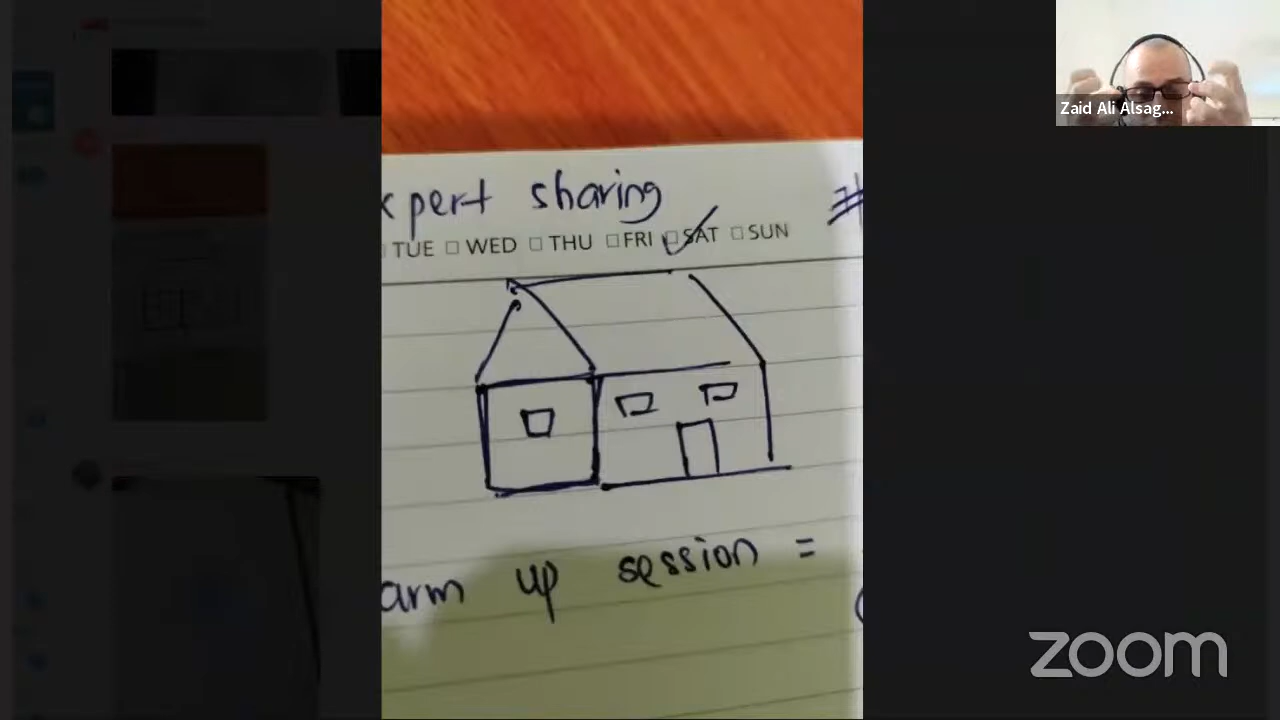 xpert sharing #
TUE WED THU FRI SAT SUN
arm up session =
Zaid Ali Alsag...
zoom